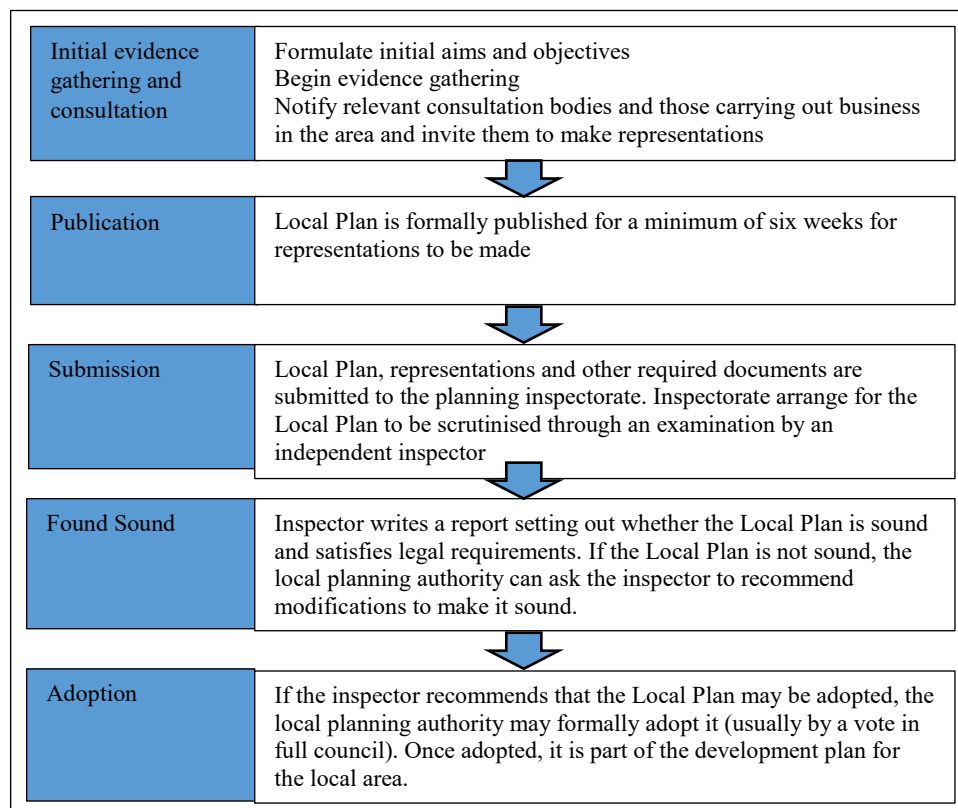 Initial evidence
gathering and
consultation
Formulate initial aims and objectives
Begin evidence gathering
Notify relevant consultation bodies and those carrying out business
in the area and invite them to make representations
Publication
Local Plan is formally published for a minimum of six weeks for
representations to be made
Submission
Local Plan, representations and other required documents are
submitted to the planning inspectorate. Inspectorate arrange for the
Local Plan to be scrutinised through an examination by an
independent inspector
Found Sound
Inspector writes a report setting out whether the Local Plan is sound
and satisfies legal requirements. If the Local Plan is not sound, the
local planning authority can ask the inspector to recommend
modifications to make it sound.
Adoption
If the inspector recommends that the Local Plan may be adopted, the
local planning authority may formally adopt it (usually by a vote in
full council). Once adopted, it is part of the development plan for
the local area.